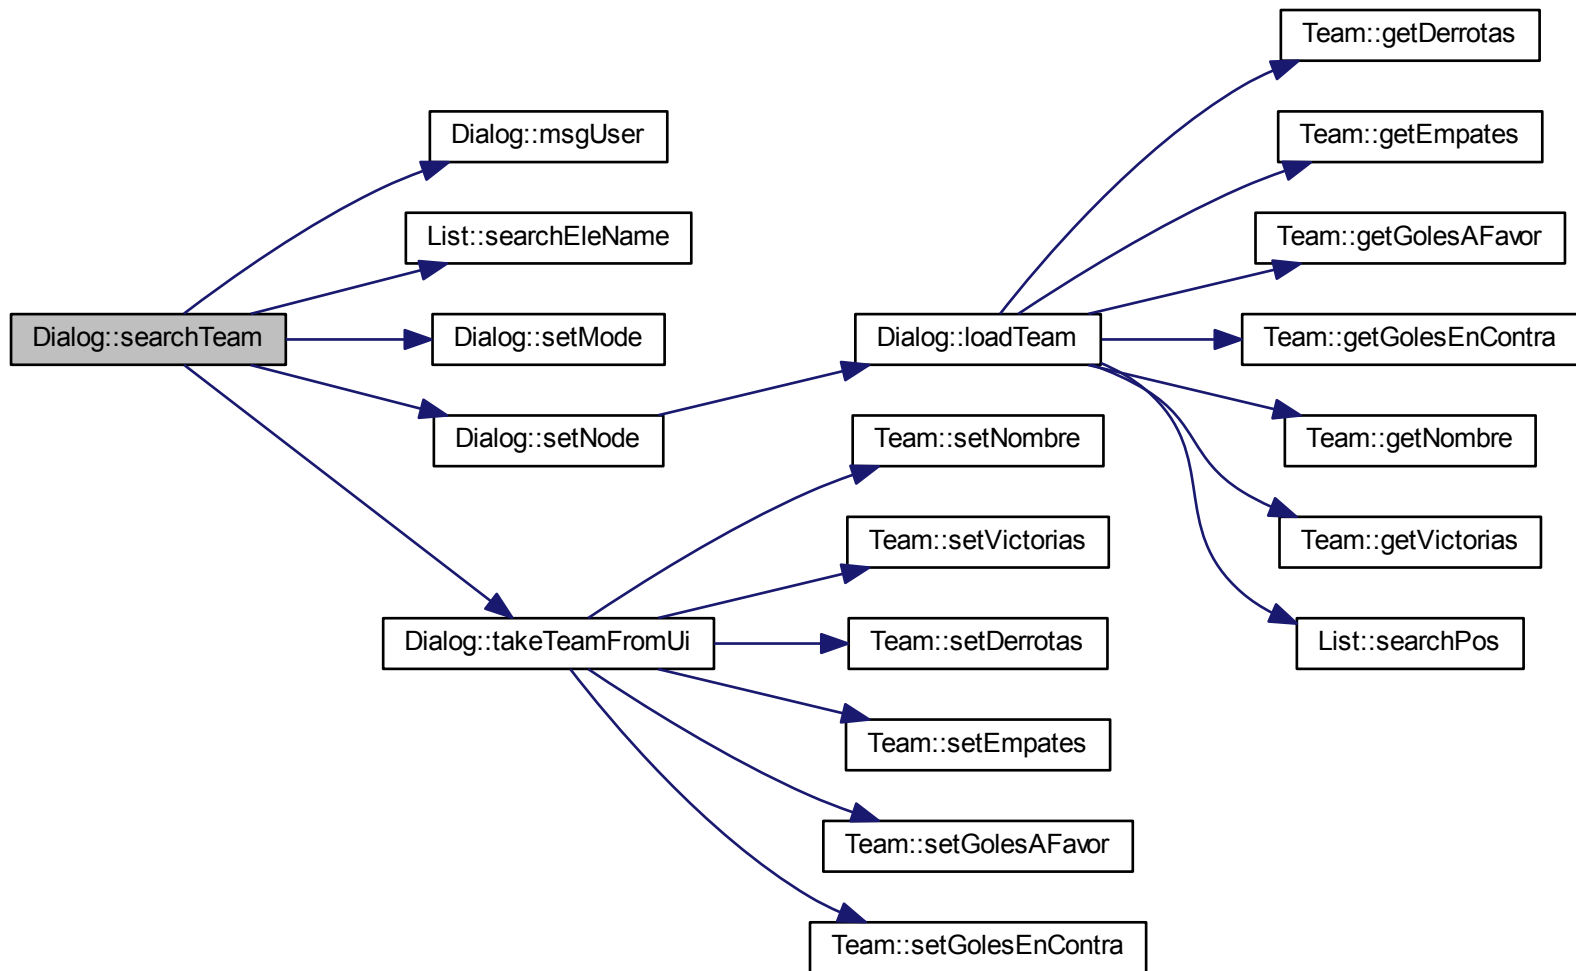 Dialog::searchTeam
Dialog::msgUser
List::searchEleName
Dialog::setMode
Dialog::setNode
Dialog::takeTeamFromUi
Dialog::loadTeam
Team::setNombre
Team::setVictorias
Team::setDerrotas
Team::setEmpates
Team::setGolesAFavor
Team::setGolesEnContra
Team::getDerrotas
Team::getEmpates
Team::getGolesAFavor
Team::getGolesEnContra
Team::getNombre
Team::getVictorias
List::searchPos